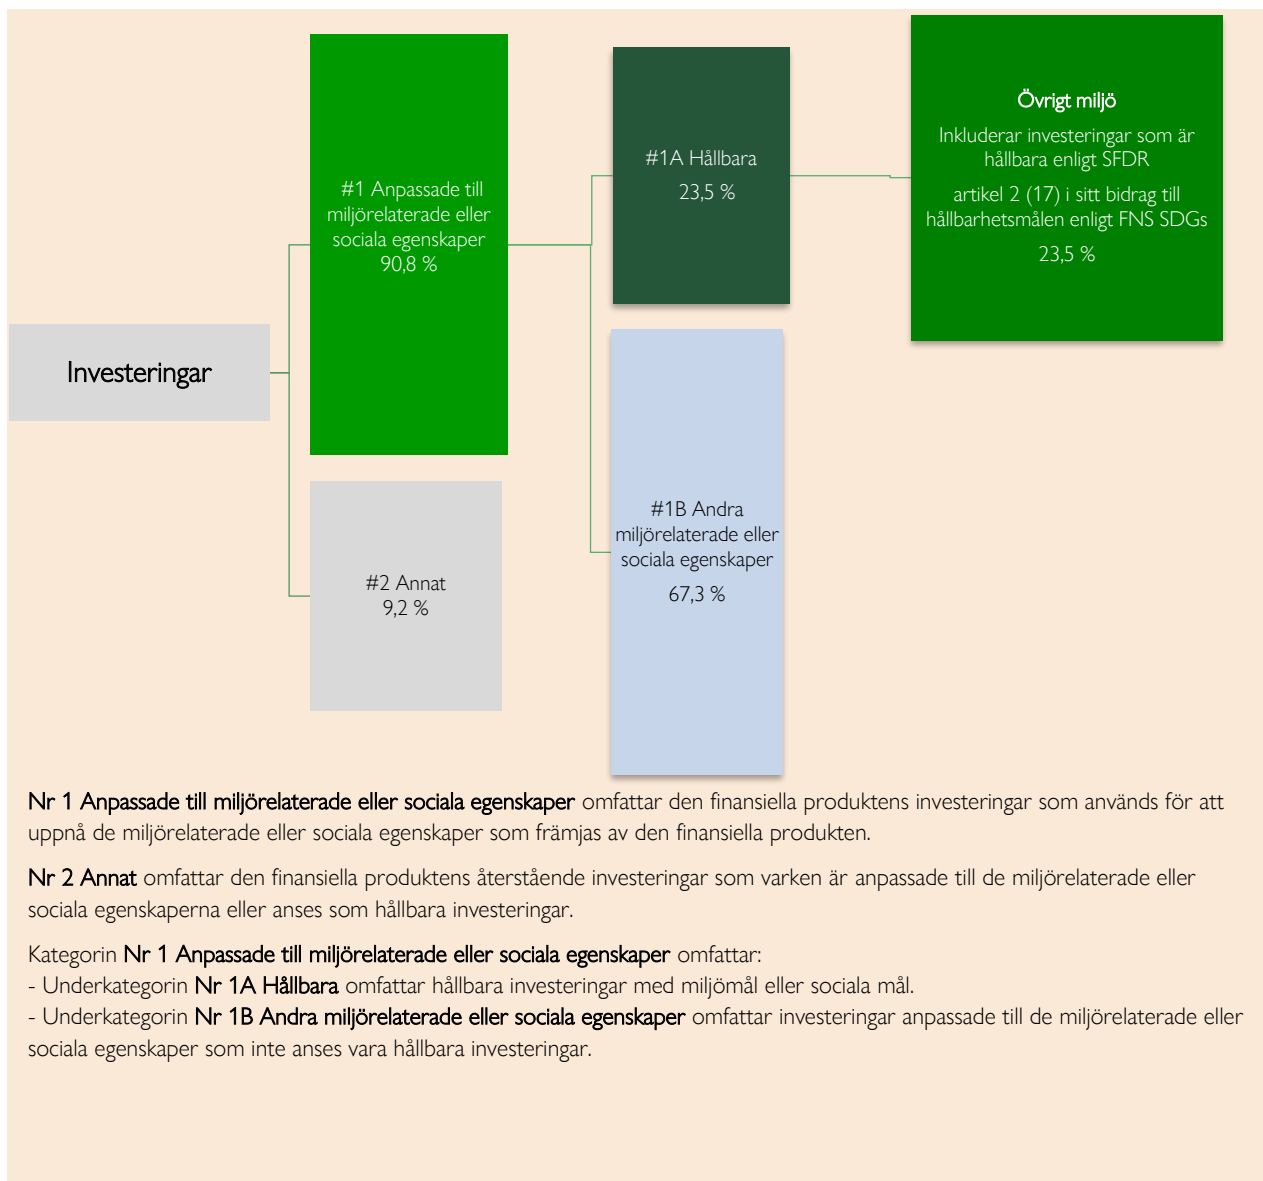 Investeringar
#1 Anpassade till
miljörelaterade eller
sociala egenskaper
90,8 %
#2 Annat
9,2 %
#1A Hållbara
23,5 %
#1B Andra
miljörelaterade eller
sociala egenskaper
67,3 %
Övrigt miljö
Inkluderar investeringar som är
hållbara enligt SFDR
artikel 2 (17) i sitt bidrag till
hållbarhetsmålen enligt FNS SDGs
23,5 %
Nr 1 Anpassade till miljörelaterade eller sociala egenskaper omfattar den finansiella produktens investeringar som används för att
uppnå de miljörelaterade eller sociala egenskaper som främjas av den finansiella produkten.
Nr 2 Annat omfattar den finansiella produktens återstående investeringar som varken är anpassade till de miljörelaterade eller
sociala egenskaperna eller anses som hållbara investeringar.
Kategorin Nr 1 Anpassade till miljörelaterade eller sociala egenskaper omfattar:
- Underkategorin Nr 1A Hållbara omfattar hållbara investeringar med miljömål eller sociala mål.
- Underkategorin Nr 1B Andra miljörelaterade eller sociala egenskaper omfattar investeringar anpassade till de miljörelaterade eller
sociala egenskaper som inte anses vara hållbara investeringar.